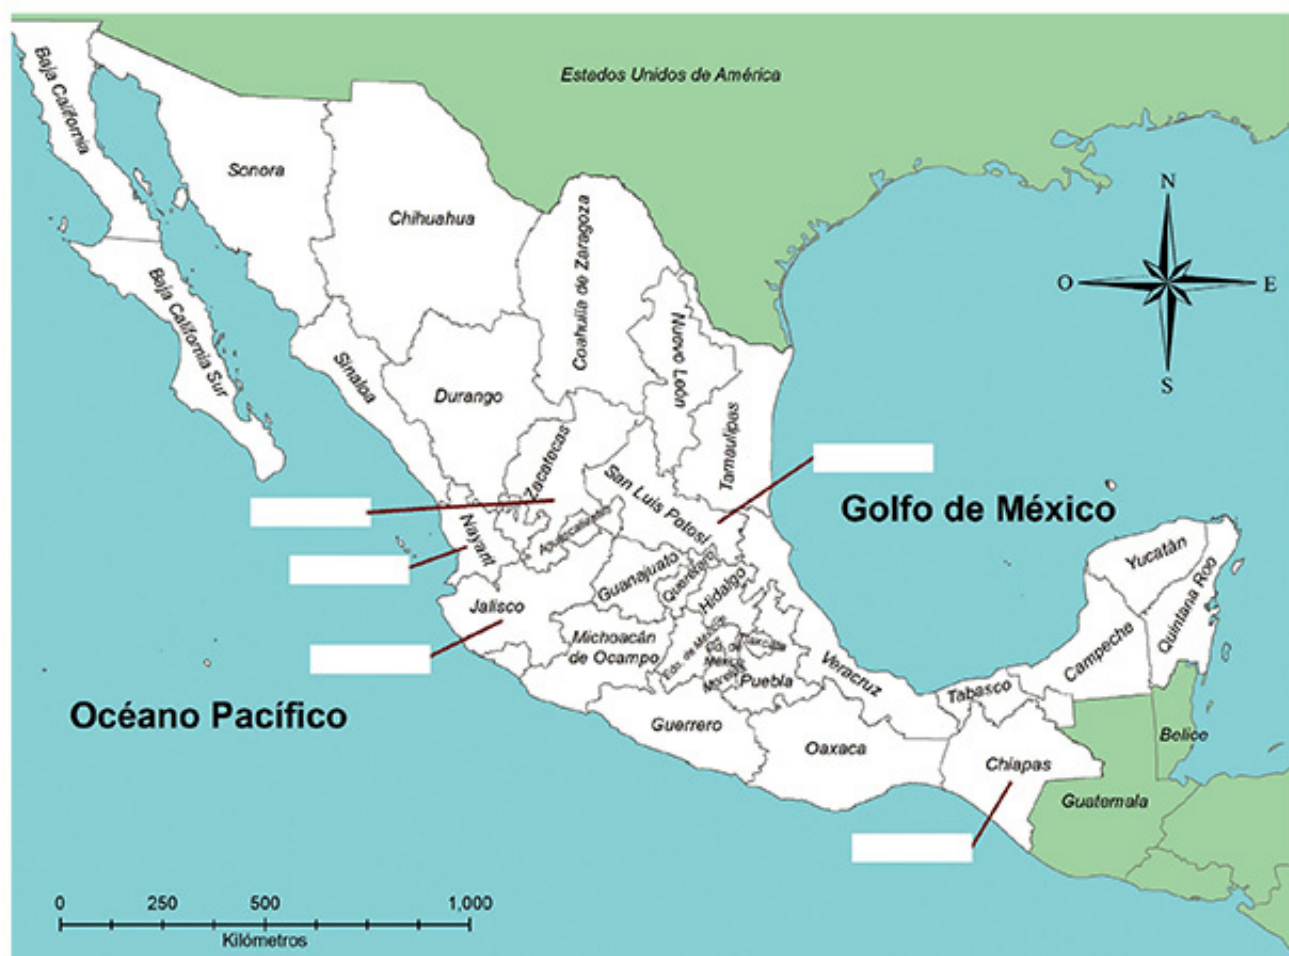 Estados Unidos de América
Baja California
Sonora
Chihuahua
Coahuila de Zaragoza
N
O
E
S
Baja California Sur
Sinaloa
Durango
Nuovo León
Tamaulipas
Zacatecas
San Luis Potosí
Golfo de México
Nayarit
Aguascalientes
Guanajuato
Querétaro
Hidalgo
Yucatán
Quintana Roo
Campeche
Jalisco
Michoacán
de Ocampo
Edo. de México
México
Morelos
Tlaxcala
Puebla
Veracruz
Tabasco
Océano Pacífico
Guerrero
Oaxaca
Chiapas
Belice
Guatemala
0 250 500 1,000
Kilómetros